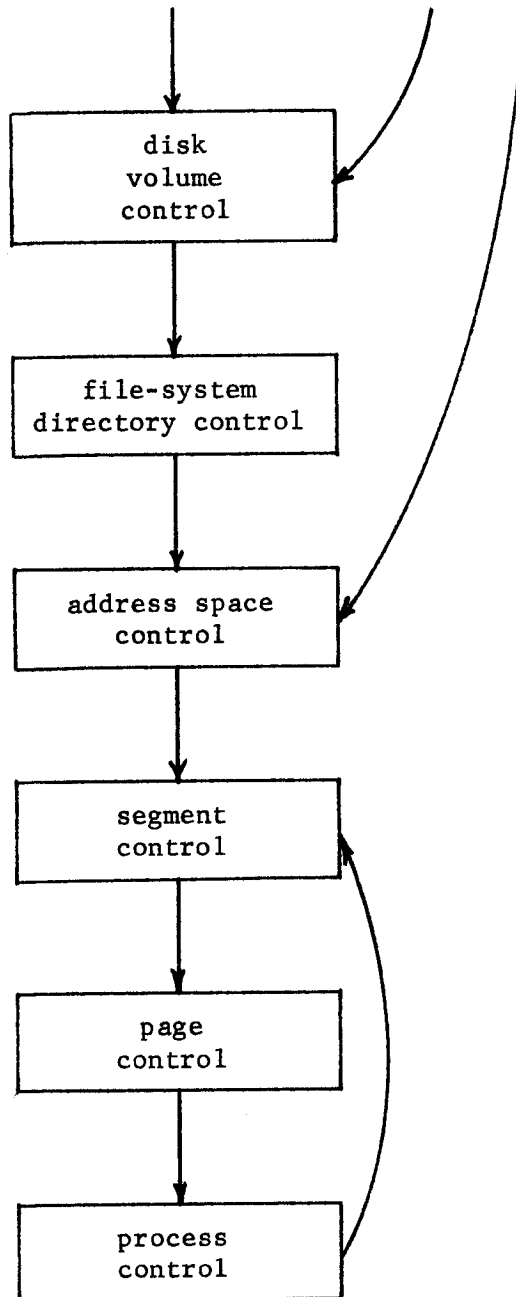 disk
volume
control
file-system
directory control
address space
control
segment
control
page
control
process
control